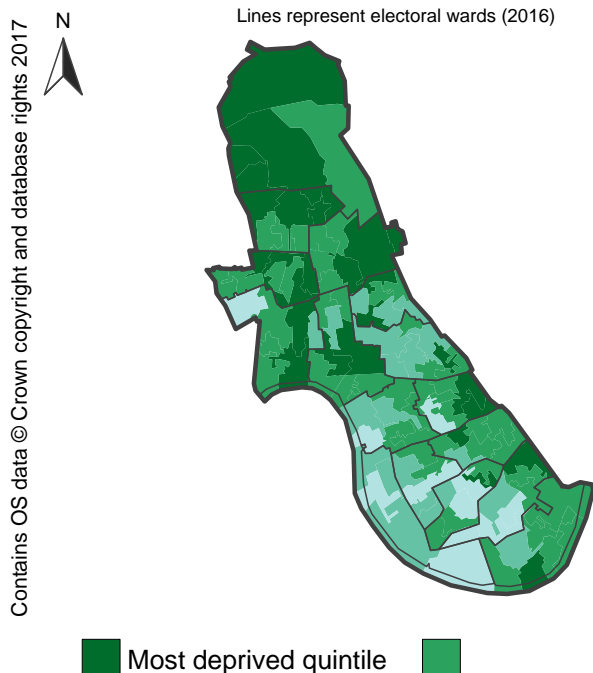 Lines represent electoral wards (2016)
N
Contains OS data © Crown copyright and database rights 2017
Most deprived quintile